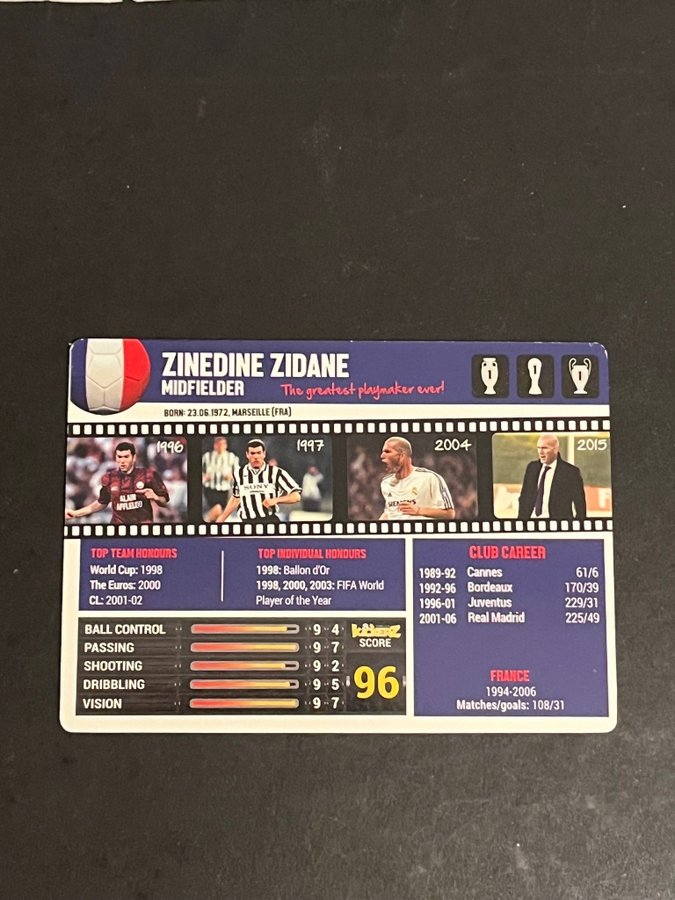 ZINEDINE ZIDANE
MIDFIELDER
The greatest playmaker ever!
BORN: 23.06.1972, MARSEILLE (FRA)
1996
1997
2004
2015
SONY
SIEMENS
TOP TEAM HONOURS
World Cup: 1998
The Euros: 2000
CL: 2001-02
TOP INDIVIDUAL HONOURS
1998: Ballon d'Or
1998, 2000, 2003: FIFA World
Player of the Year
CLUB CAREER
1989-92 Cannes 61/6
1992-96 Bordeaux 170/39
1996-01 Juventus 229/31
2001-06 Real Madrid 225/49
FRANCE
1994-2006
Matches/goals: 108/31
BALL CONTROL 9 4
PASSING 9 7
SHOOTING 9 2
DRIBBLING 9 5
VISION 9 7
KICKERZ
SCORE
96